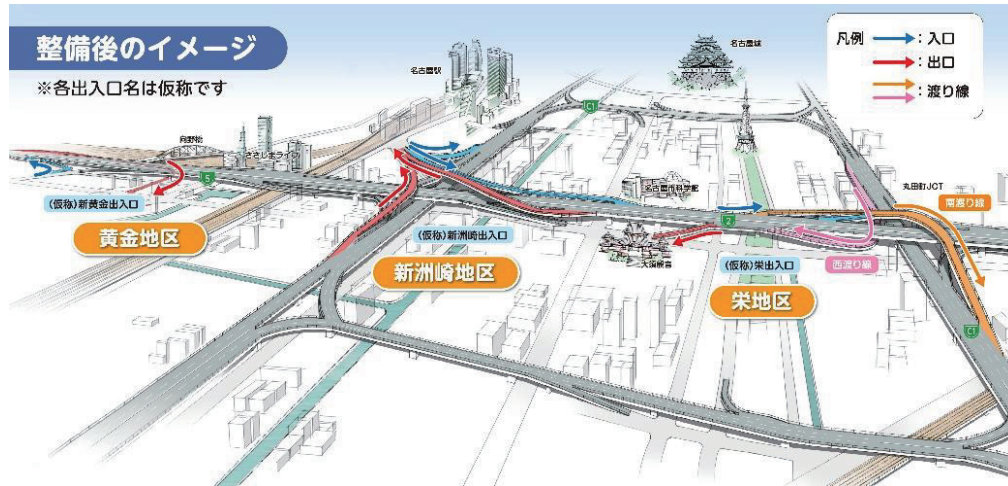 整備後のイメージ
※各出入口名は仮称です
凡例
：入口
：出口
：渡り線
名古屋駅
名古屋城
向野橋
ささしまライブ
C1
5
(仮称)新黄金出入口
黄金地区
(仮称)新洲崎出入口
新洲崎地区
名古屋市科学館
大須観音
2
(仮称)栄出入口
栄地区
西渡り線
丸田町JCT
南渡り線
C1